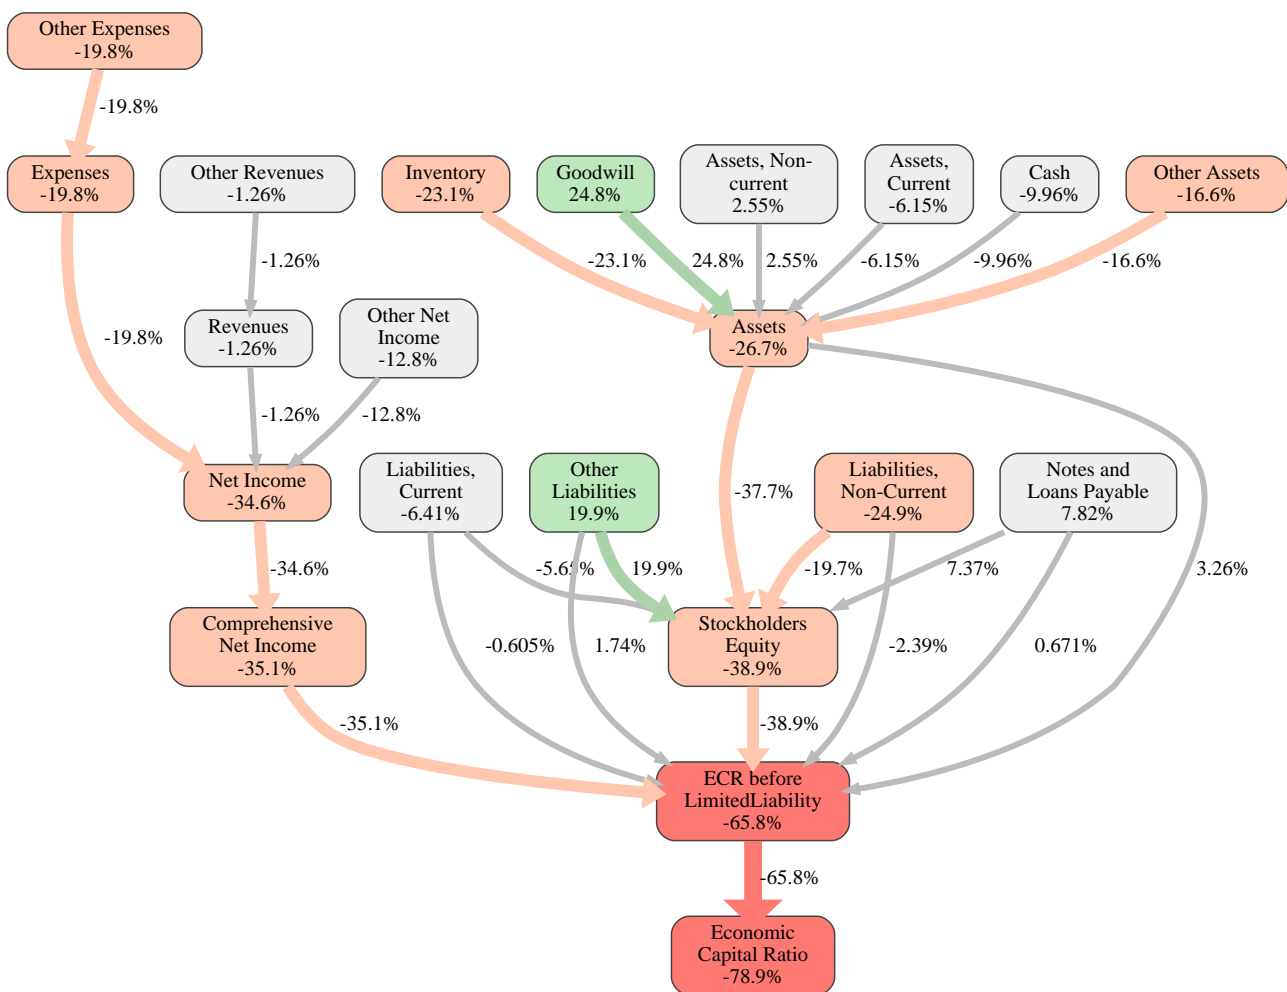 Other Expenses
-19.8%
-19.8%
Expenses
-19.8%
Other Revenues
-1.26%
Inventory
-23.1%
Goodwill
24.8%
Assets, Non-
current
2.55%
Assets,
Current
-6.15%
Cash
-9.96%
Other Assets
-16.6%
-1.26%
-23.1%
24.8%
2.55%
-6.15%
-9.96%
-16.6%
-19.8%
Revenues
-1.26%
Other Net
Income
-12.8%
Assets
-26.7%
-1.26%
-12.8%
Net Income
-34.6%
Liabilities,
Current
-6.41%
Other
Liabilities
19.9%
-37.7%
Liabilities,
Non-Current
-24.9%
Notes and
Loans Payable
7.82%
-34.6%
19.9%
-19.7%
7.37%
3.26%
Comprehensive
Net Income
-35.1%
-0.605%
1.74%
Stockholders
Equity
-38.9%
-2.39%
0.671%
-35.1%
-38.9%
ECR before
LimitedLiability
-65.8%
-65.8%
Economic
Capital Ratio
-78.9%